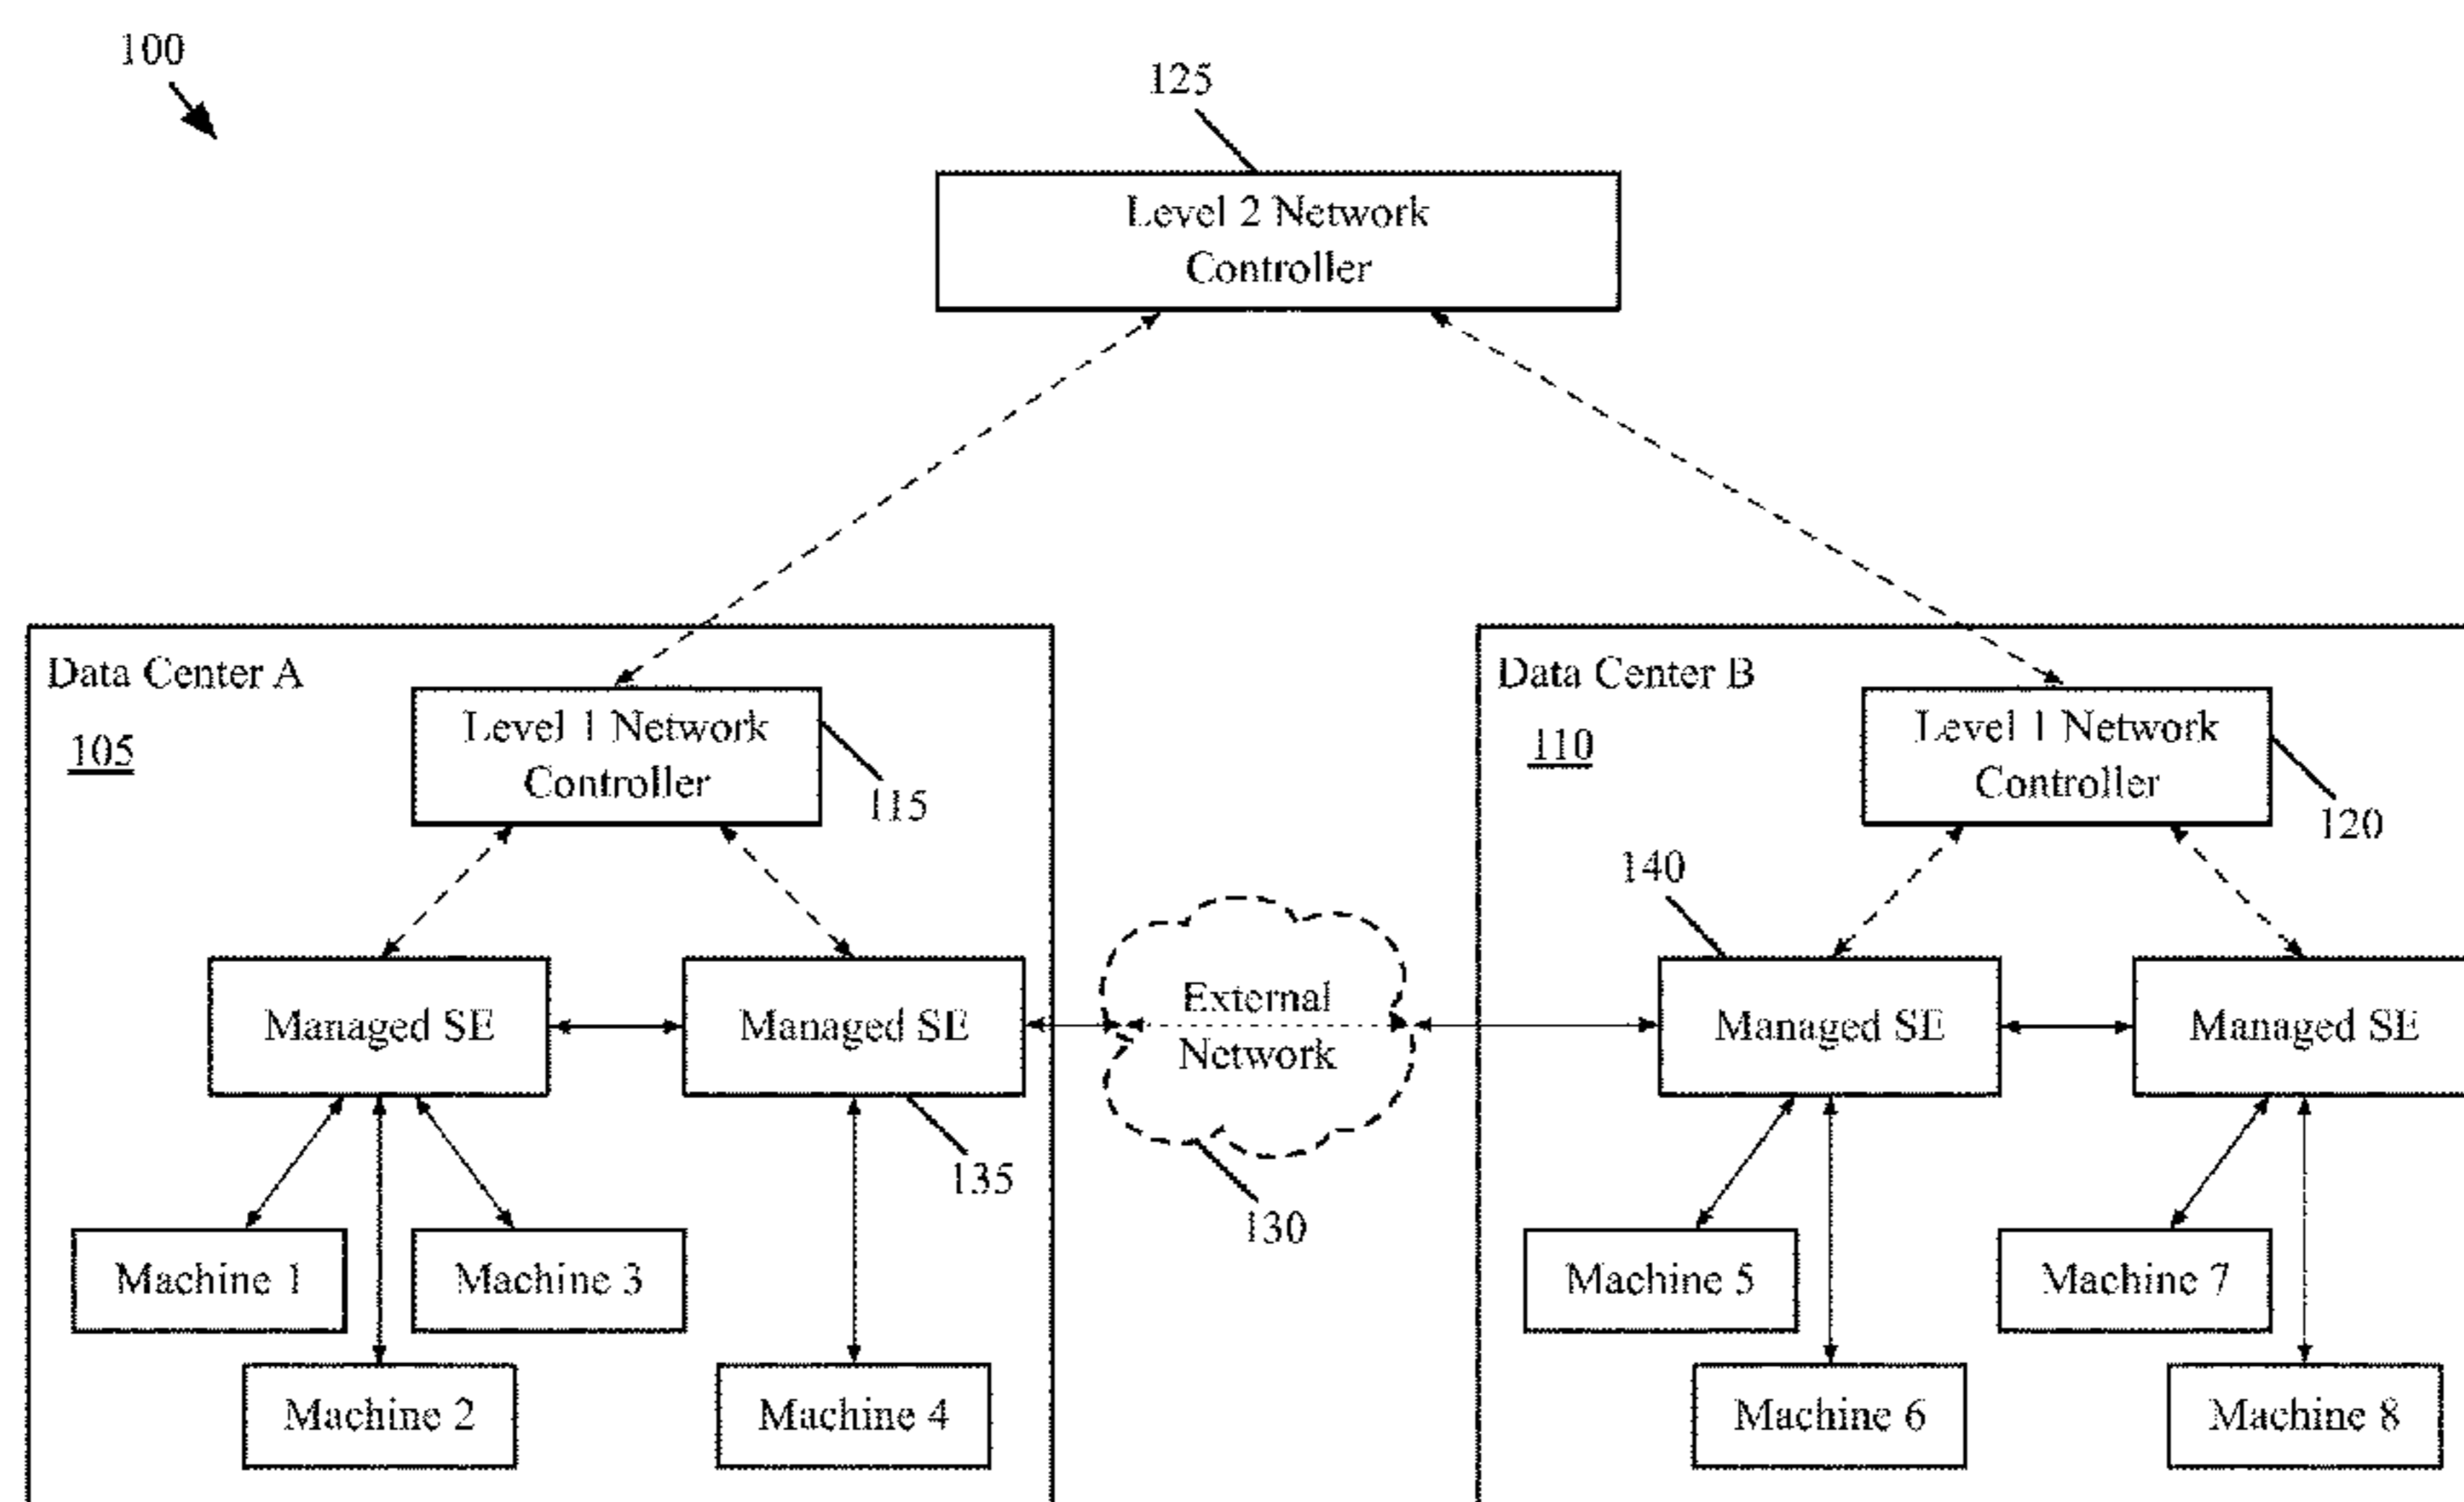 100
125
Level 2 Network
Controller
Data Center A
105
Level 1 Network
Controller
115
Data Center B
110
Level 1 Network
Controller
120
140
Managed SE
Managed SE
135
External
Network
130
Managed SE
Managed SE
Machine 1
Machine 3
Machine 2
Machine 4
Machine 5
Machine 7
Machine 6
Machine 8